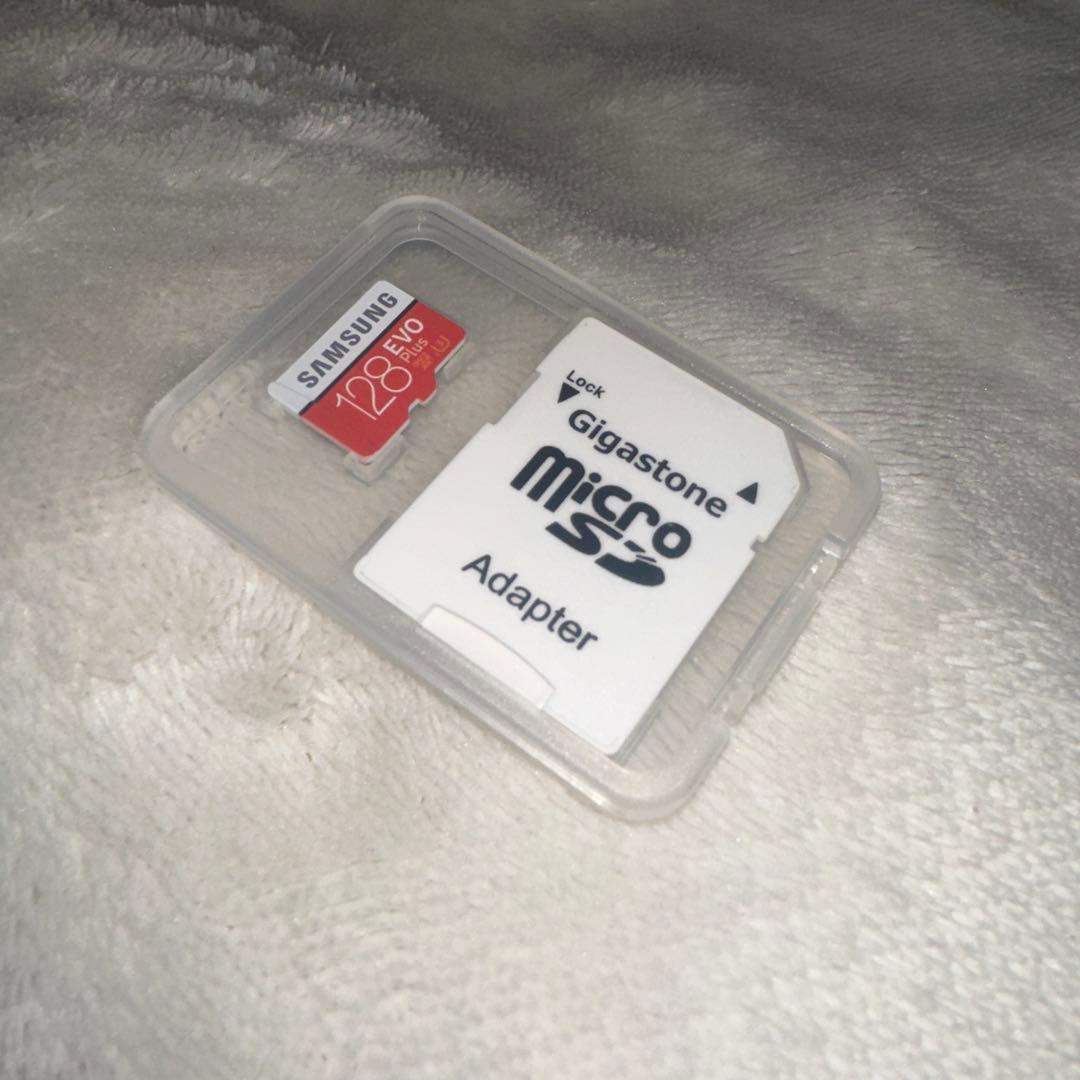 SAMSUNG
128
EVO
Plus
Lock
Gigastone
micro
SD
Adapter